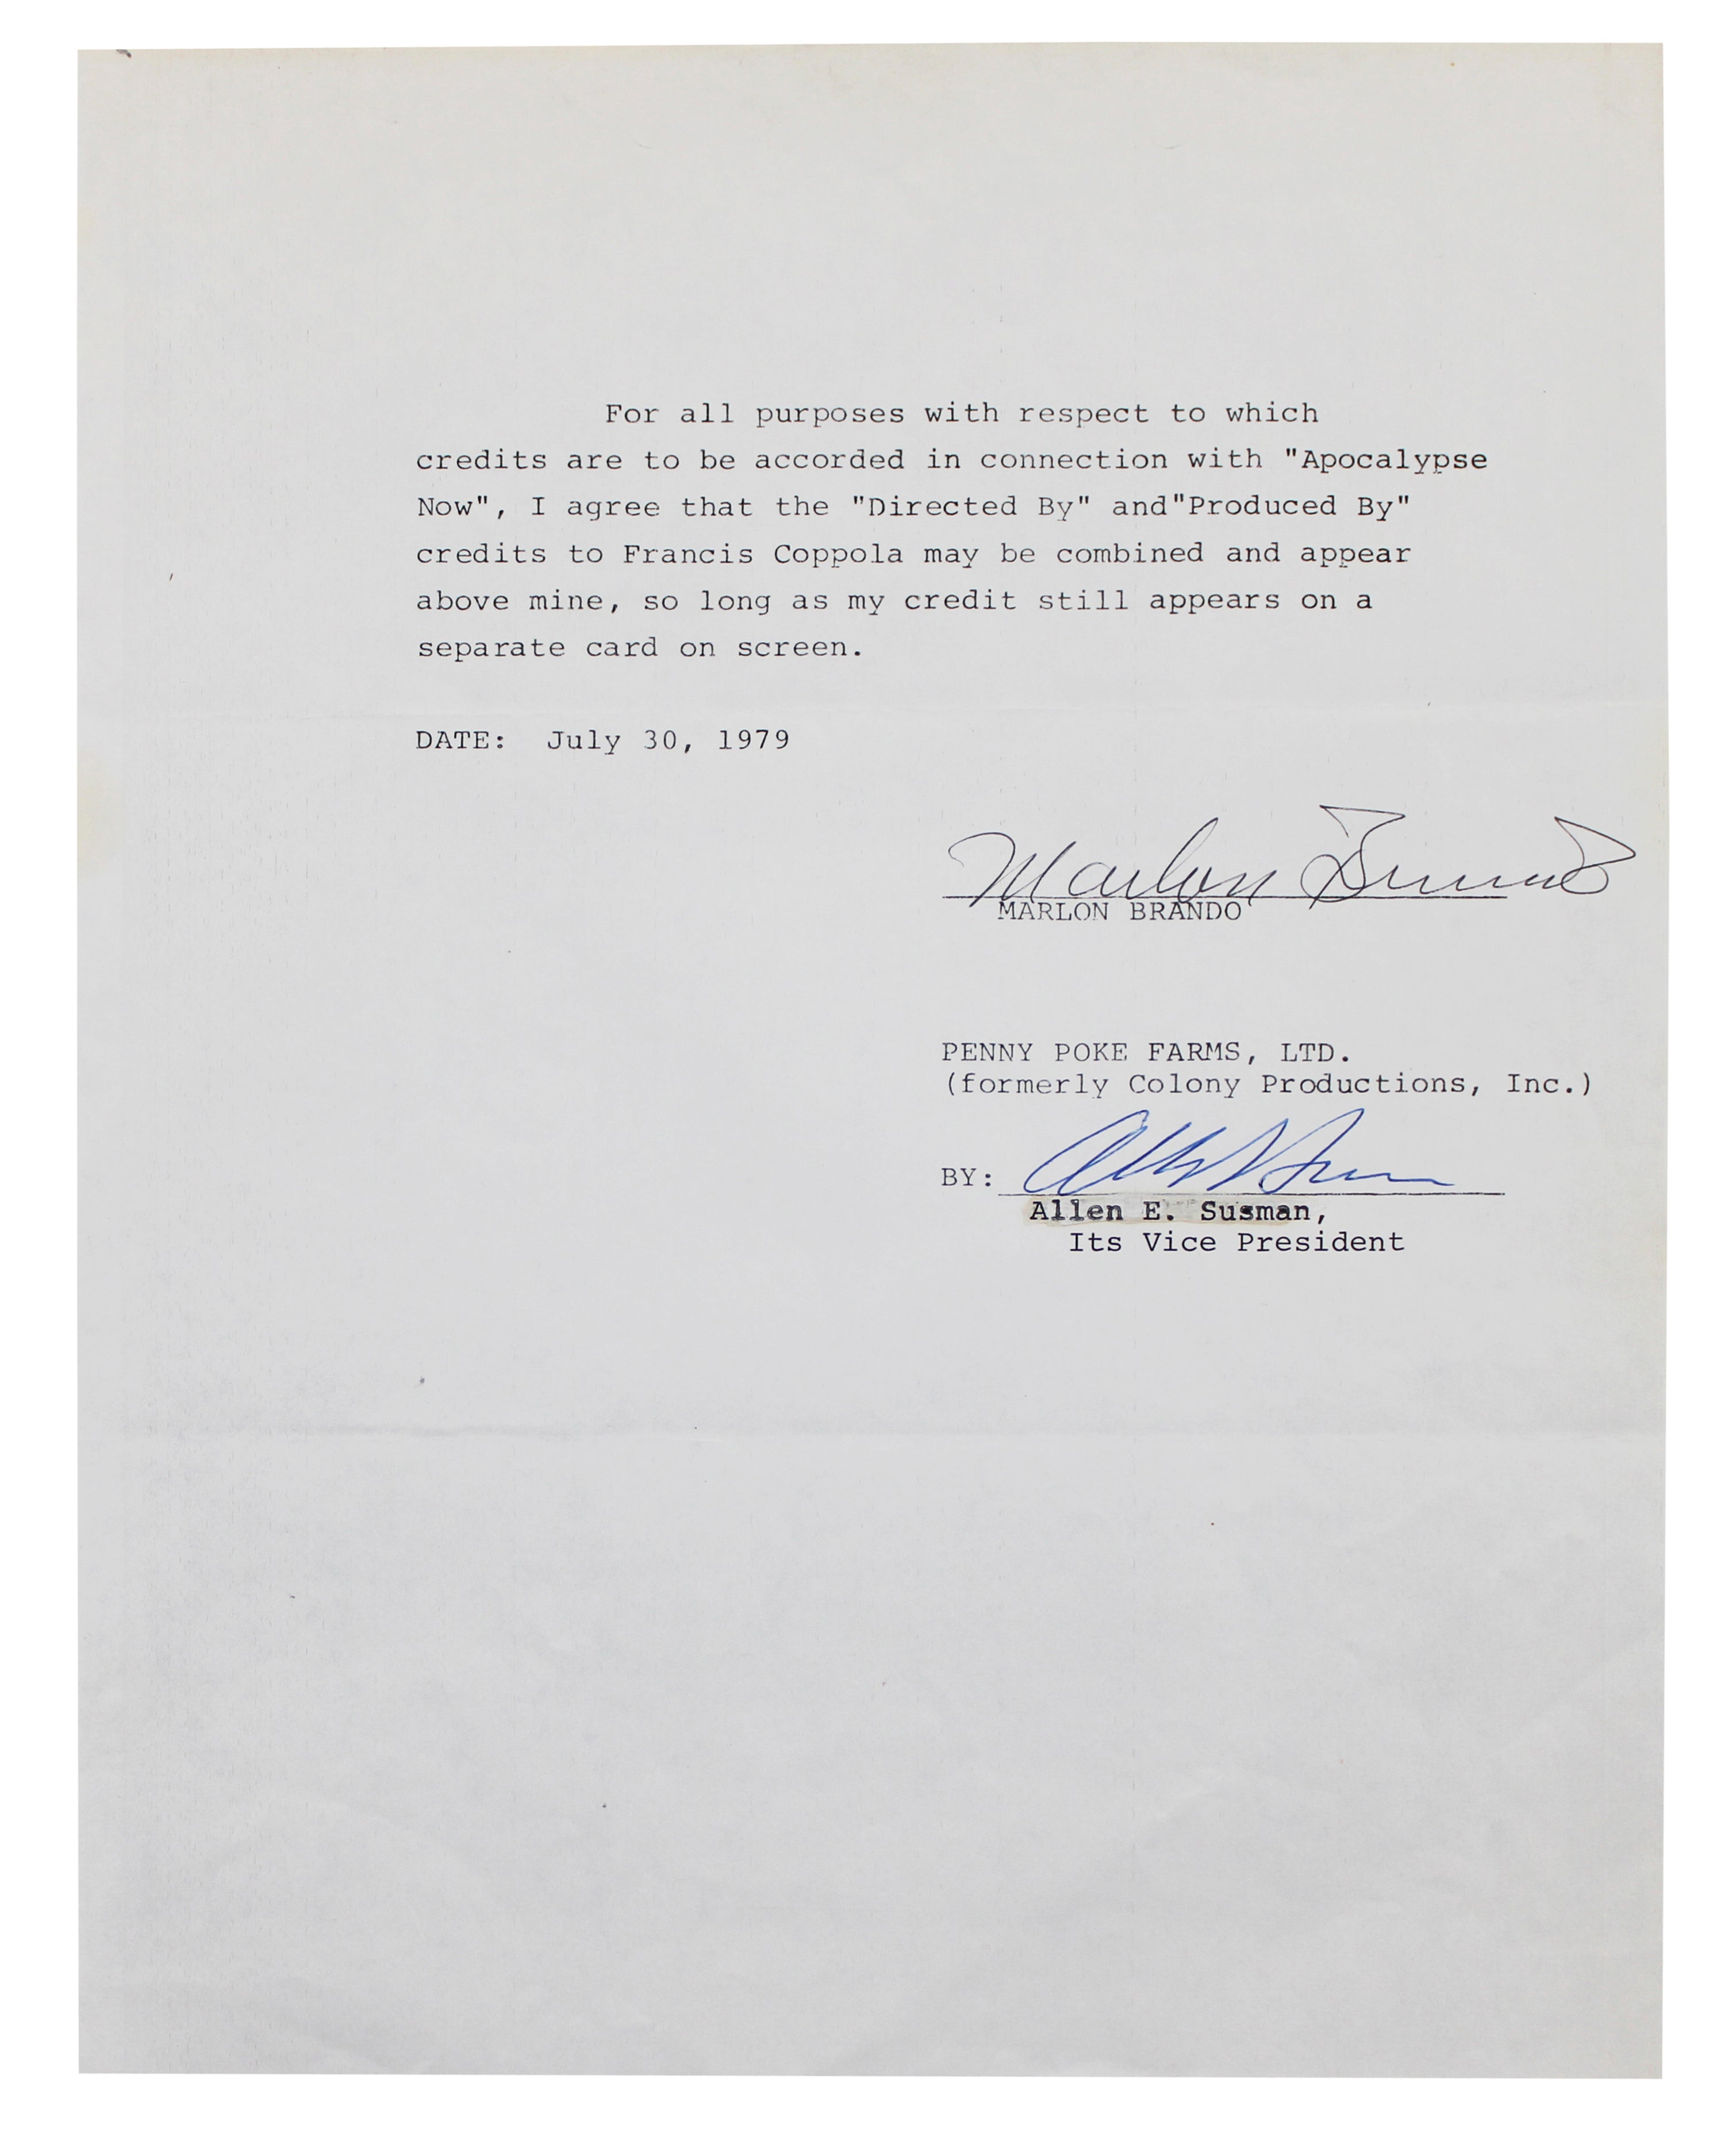 For all purposes with respect to which
credits are to be accorded in connection with "Apocalypse
Now", I agree that the "Directed By" and"Produced By"
credits to Francis Coppola may be combined and appear
above mine, so long as my credit still appears on a
separate card on screen.
DATE: July 30, 1979
Marlon Brando
MARLON BRANDO
PENNY POKE FARMS, LTD.
(formerly Colony Productions, Inc.)
BY:
Allen E. Susman,
Its Vice President